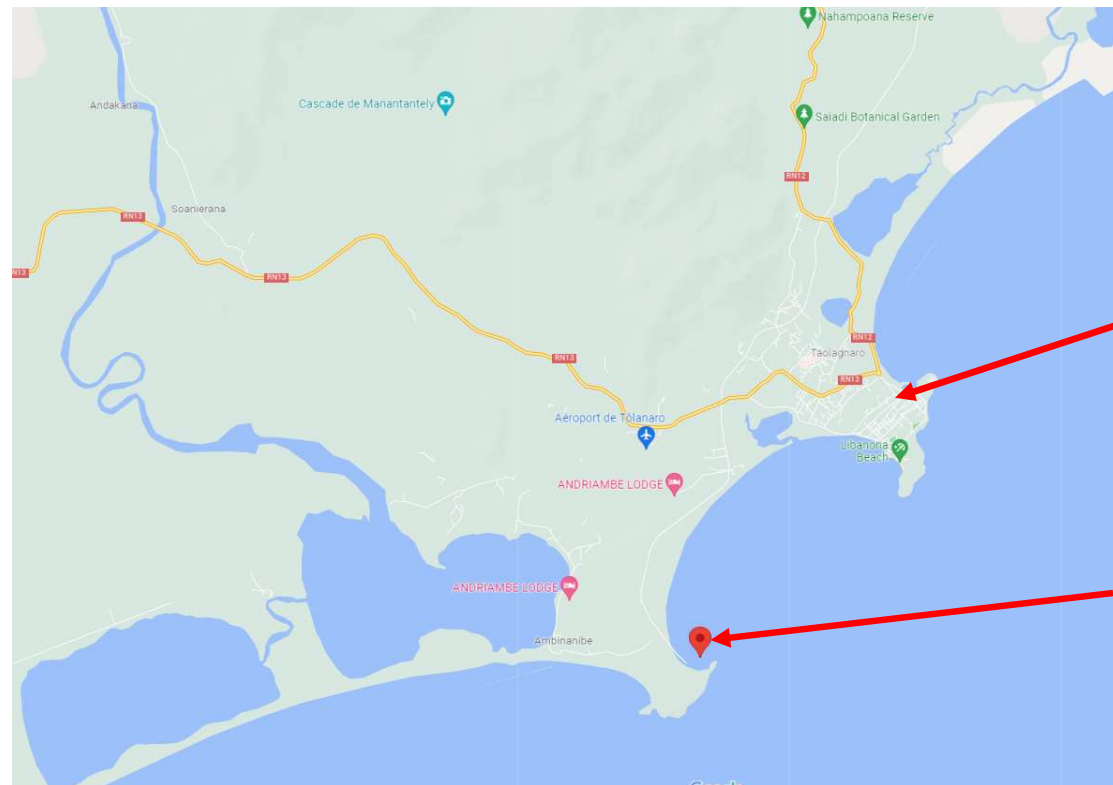 Nahampoana Reserve
Andakana
Cascade de Manantantely
Saiadi Botanical Garden
RN12
Soanierana
RN13
RN13
RN13
RN12
RN13
Taolagnaro
RN13
Aéroport de Tôlanaro
Libanona
Beach
ANDRIAMBE LODGE
ANDRIAMBE LODGE
Ambinanibe